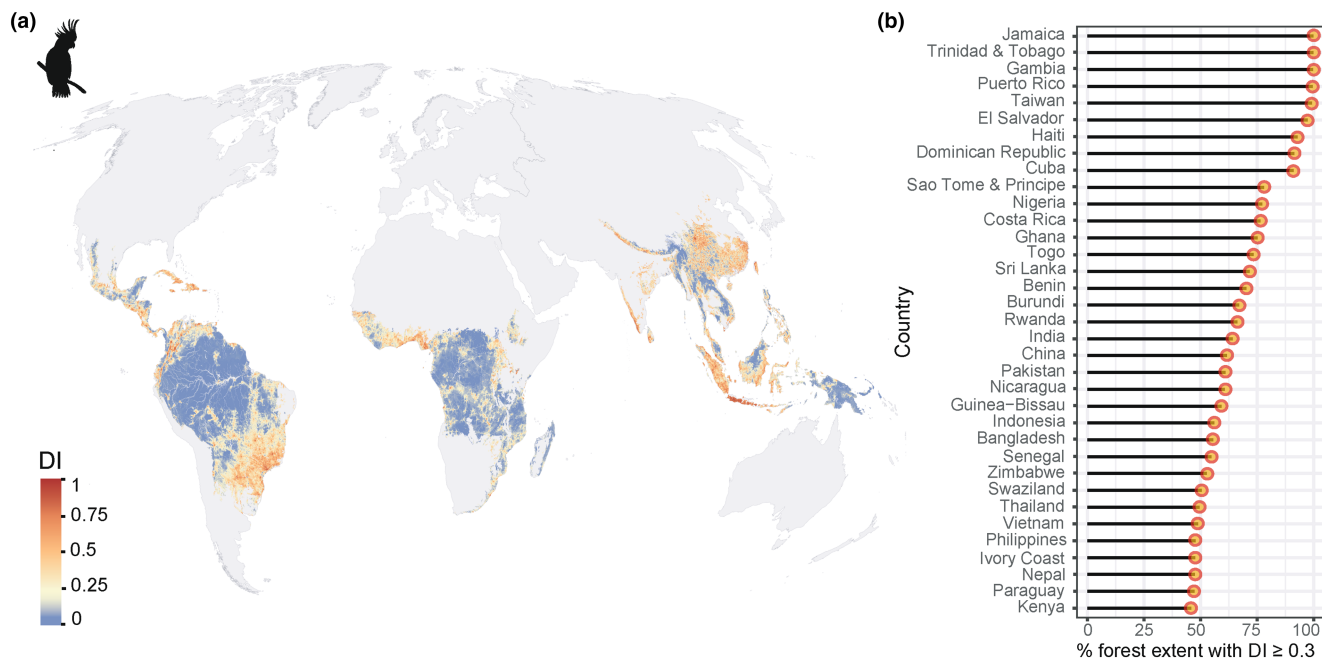 (a)
DI
1
0.75
0.5
0.25
0
(b)
Country
Jamaica
Trinidad & Tobago
Gambia
Puerto Rico
Taiwan
El Salvador
Haiti
Dominican Republic
Cuba
Sao Tome & Principe
Nigeria
Costa Rica
Ghana
Togo
Sri Lanka
Benin
Burundi
Rwanda
India
China
Pakistan
Nicaragua
Guinea−Bissau
Indonesia
Bangladesh
Senegal
Zimbabwe
Swaziland
Thailand
Vietnam
Philippines
Ivory Coast
Nepal
Paraguay
Kenya
0 25 50 75 100
% forest extent with DI ≥ 0.3